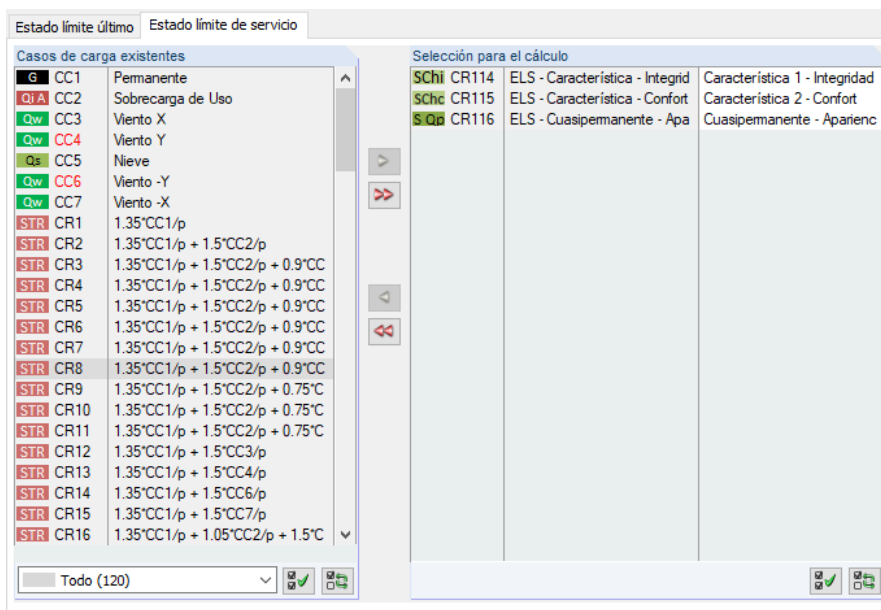 Estado límite último Estado límite de servicio
Casos de carga existentes
G CC1 Permanente
Qi A CC2 Sobrecarga de Uso
Qw CC3 Viento X
Qw CC4 Viento Y
Qs CC5 Nieve
Qw CC6 Viento -Y
Qw CC7 Viento -X
STR CR1 1.35*CC1/p
STR CR2 1.35*CC1/p + 1.5*CC2/p
STR CR3 1.35*CC1/p + 1.5*CC2/p + 0.9*CC
STR CR4 1.35*CC1/p + 1.5*CC2/p + 0.9*CC
STR CR5 1.35*CC1/p + 1.5*CC2/p + 0.9*CC
STR CR6 1.35*CC1/p + 1.5*CC2/p + 0.9*CC
STR CR7 1.35*CC1/p + 1.5*CC2/p + 0.9*CC
STR CR8 1.35*CC1/p + 1.5*CC2/p + 0.9*CC
STR CR9 1.35*CC1/p + 1.5*CC2/p + 0.75*C
STR CR10 1.35*CC1/p + 1.5*CC2/p + 0.75*C
STR CR11 1.35*CC1/p + 1.5*CC2/p + 0.75*C
STR CR12 1.35*CC1/p + 1.5*CC3/p
STR CR13 1.35*CC1/p + 1.5*CC4/p
STR CR14 1.35*CC1/p + 1.5*CC6/p
STR CR15 1.35*CC1/p + 1.5*CC7/p
STR CR16 1.35*CC1/p + 1.05*CC2/p + 1.5*C
Todo (120)
Selección para el cálculo
SChi CR114 ELS - Característica - Integrid Característica 1 - Integridad
SChc CR115 ELS - Característica - Confort Característica 2 - Confort
S Qp CR116 ELS - Cuasipermanente - Apa Cuasipermanente - Aparienc